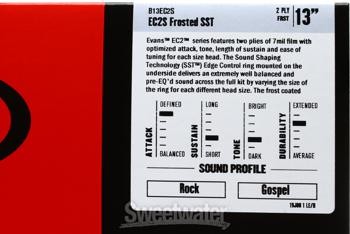 B13EC2S
EC2S Frosted SST
2 PLY
FRST
13"
Evans™ EC2™ series features two plies of 7mil film with
optimized attack, tone, length of sustain and ease of
tuning for each size head. The Sound Shaping
Technology (SST™) Edge Control ring mounted on the
underside delivers an extremely well balanced and
pre-EQ'd sound across the full kit by varying the size of
the ring for each different head size. The frost coated
ATTACK
DEFINED
BALANCED
SUSTAIN
LONG
SHORT
TONE
BRIGHT
DARK
DURABILITY
EXTENDED
AVERAGE
SOUND PROFILE
Rock
Gospel
Sweetwater